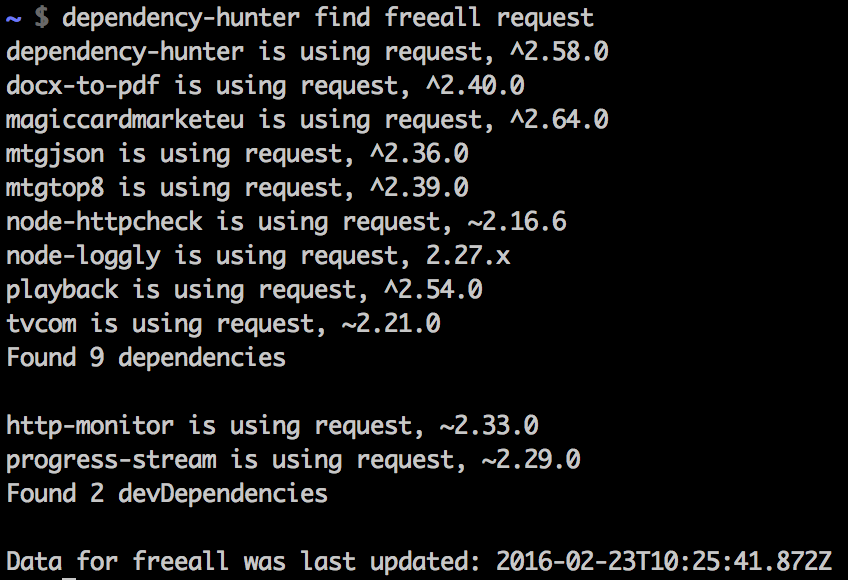 ~ $ dependency-hunter find freeall request
dependency-hunter is using request, ^2.58.0
docx-to-pdf is using request, ^2.40.0
magiccardmarketeu is using request, ^2.64.0
mtgjson is using request, ^2.36.0
mtgtop8 is using request, ^2.39.0
node-httpcheck is using request, ~2.16.6
node-loggly is using request, 2.27.x
playback is using request, ^2.54.0
tvcom is using request, ~2.21.0
Found 9 dependencies

http-monitor is using request, ~2.33.0
progress-stream is using request, ~2.29.0
Found 2 devDependencies

Data for freeall was last updated: 2016-02-23T10:25:41.872Z